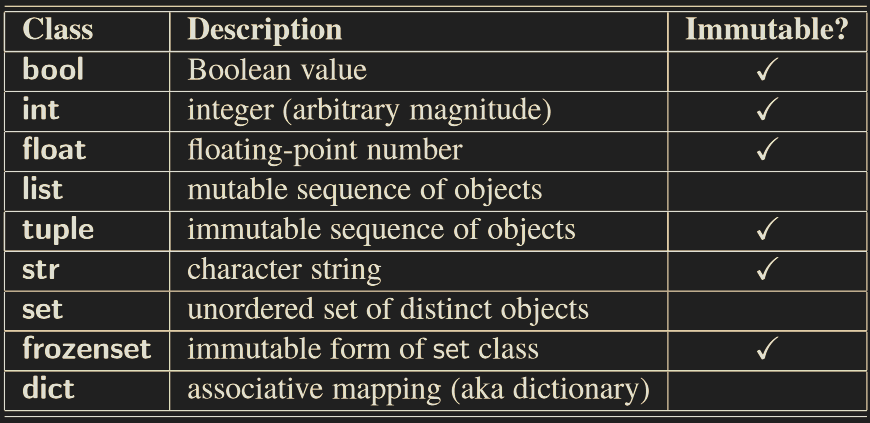 Class Description Immutable?
bool Boolean value ✓
int integer (arbitrary magnitude) ✓
float floating-point number ✓
list mutable sequence of objects
tuple immutable sequence of objects ✓
str character string ✓
set unordered set of distinct objects
frozenset immutable form of set class ✓
dict associative mapping (aka dictionary)